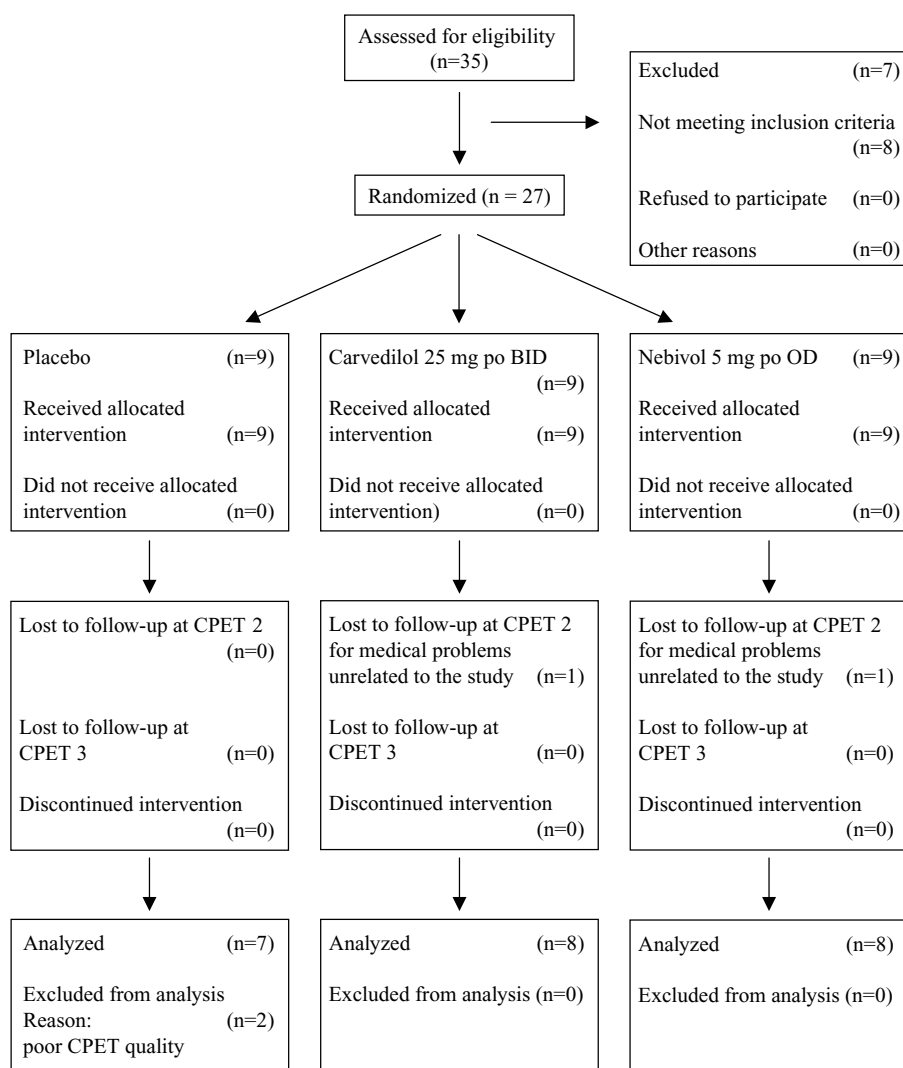 Assessed for eligibility
(n=35)
Excluded (n=7)
Not meeting inclusion criteria
(n=8)
Refused to participate (n=0)
Other reasons (n=0)
Randomized (n = 27)
Placebo (n=9)
Received allocated
intervention (n=9)
Did not receive allocated
intervention (n=0)
Carvedilol 25 mg po BID
(n=9)
Received allocated
intervention (n=9)
Did not receive allocated
intervention) (n=0)
Nebivol 5 mg po OD (n=9)
Received allocated
intervention (n=9)
Did not receive allocated
intervention (n=0)
Lost to follow-up at CPET 2
(n=0)
Lost to follow-up at
CPET 3 (n=0)
Discontinued intervention
(n=0)
Lost to follow-up at CPET 2
for medical problems
unrelated to the study (n=1)
Lost to follow-up at
CPET 3 (n=0)
Discontinued intervention
(n=0)
Lost to follow-up at CPET 2
for medical problems
unrelated to the study (n=1)
Lost to follow-up at
CPET 3 (n=0)
Discontinued intervention
(n=0)
Analyzed (n=7)
Excluded from analysis
Reason: (n=2)
poor CPET quality
Analyzed (n=8)
Excluded from analysis (n=0)
Analyzed (n=8)
Excluded from analysis (n=0)